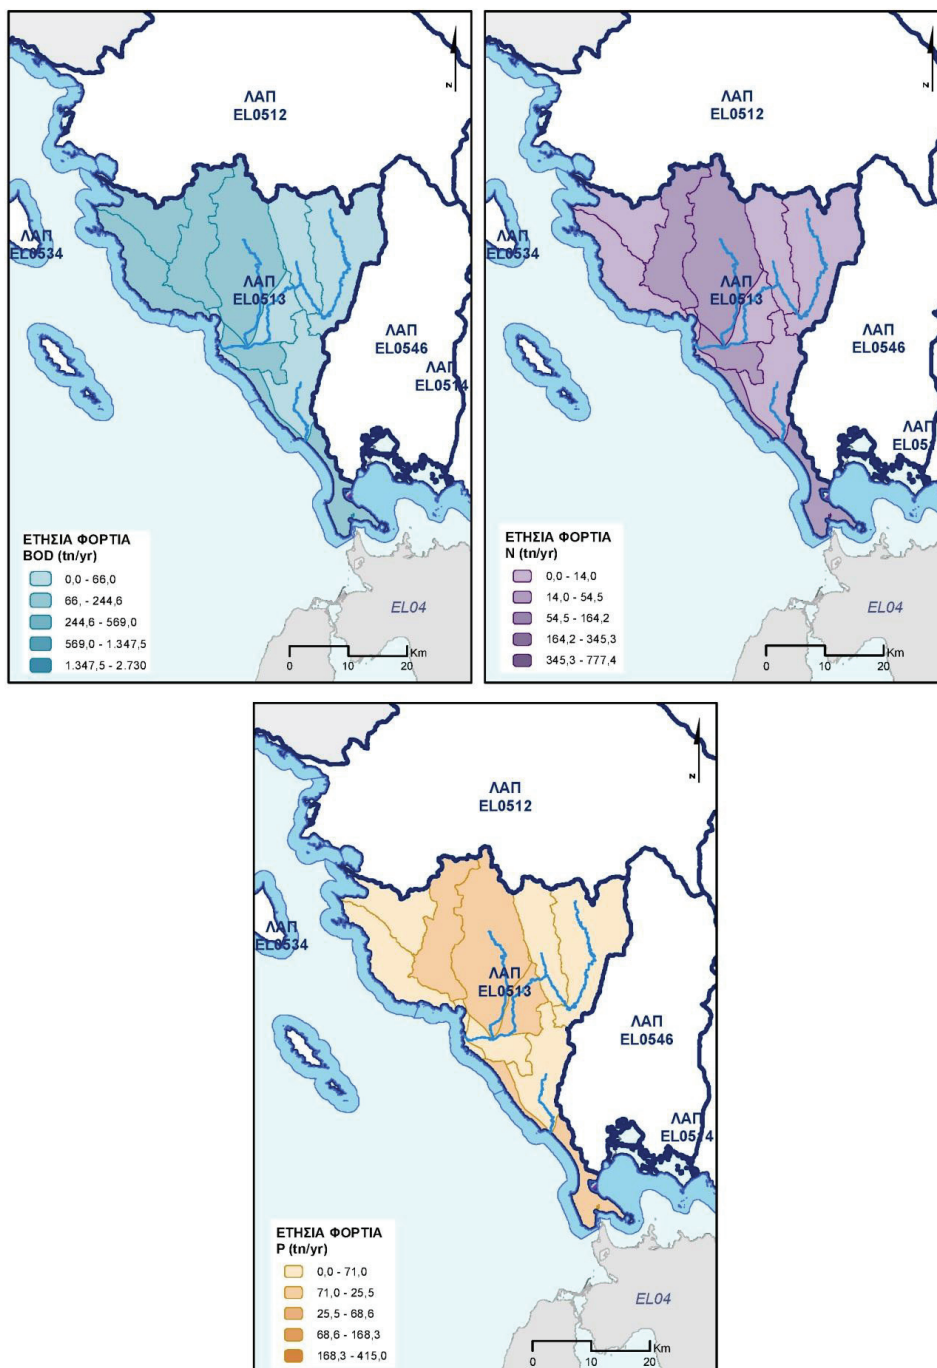 ΛΑΠ
EL0512
ΛΑΠ
EL0534
ΛΑΠ
EL0513
ΛΑΠ
EL0546
ΛΑΠ
EL0514
N
ΕΤΗΣΙΑ ΦΟΡΤΙΑ
BOD (tn/yr)
0,0 - 66,0
66,- 244,6
244,6 - 569,0
569,0 - 1.347,5
1.347,5 - 2.730
EL04
Km
0 10 20
ΛΑΠ
EL0512
ΛΑΠ
EL0534
ΛΑΠ
EL0513
ΛΑΠ
EL0546
ΛΑΠ
EL051
N
ΕΤΗΣΙΑ ΦΟΡΤΙΑ
N (tn/yr)
0,0 - 14,0
14,0 - 54,5
54,5 - 164,2
164,2 - 345,3
345,3 - 777,4
EL04
Km
0 10 20
ΛΑΠ
EL0512
ΛΑΠ
EL0534
ΛΑΠ
EL0513
ΛΑΠ
EL0546
ΛΑΠ
EL0514
N
ΕΤΗΣΙΑ ΦΟΡΤΙΑ
P (tn/yr)
0,0 - 71,0
71,0 - 25,5
25,5 - 68,6
68,6 - 168,3
168,3 - 415,0
EL04
Km
0 10 20